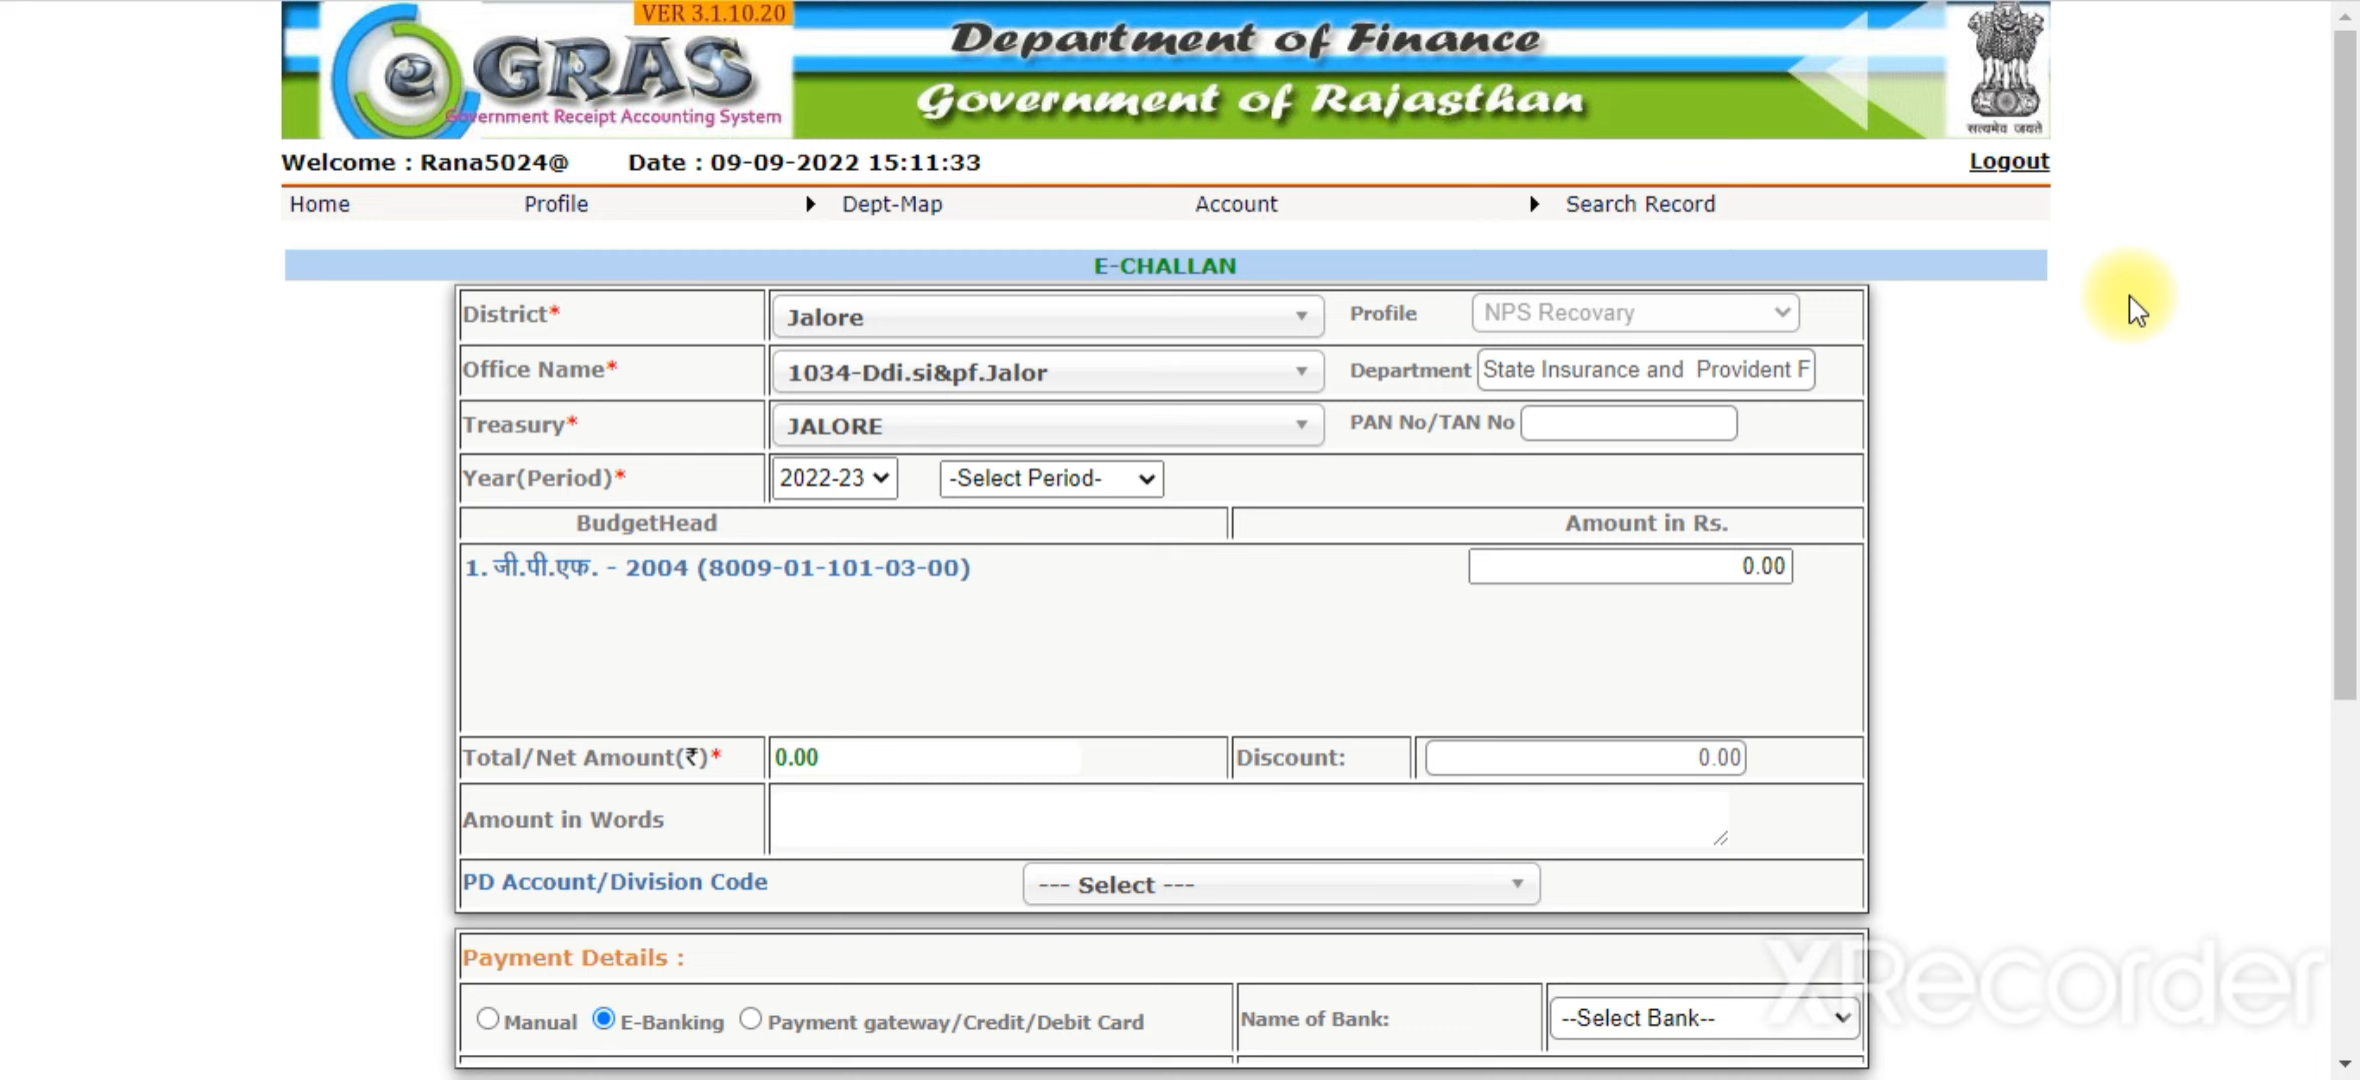 VER 3.1.10.20
e GRAS
Government Receipt Accounting System
Department of Finance
Government of Rajasthan
सत्यमेव जयते
Welcome : Rana5024@ Date : 09-09-2022 15:11:33 Logout
Home Profile Dept-Map Account Search Record
E-CHALLAN
District* Jalore Profile NPS Recovary
Office Name* 1034-Ddi.si&pf.Jalor Department State Insurance and Provident F
Treasury* JALORE PAN No/TAN No
Year(Period)* 2022-23 -Select Period-
BudgetHead Amount in Rs.
1. जी.पी.एफ. - 2004 (8009-01-101-03-00) 0.00
Total/Net Amount(₹)* 0.00 Discount: 0.00
Amount in Words
PD Account/Division Code --- Select ---
Payment Details :
Manual E-Banking Payment gateway/Credit/Debit Card Name of Bank: --Select Bank--
XRecorder